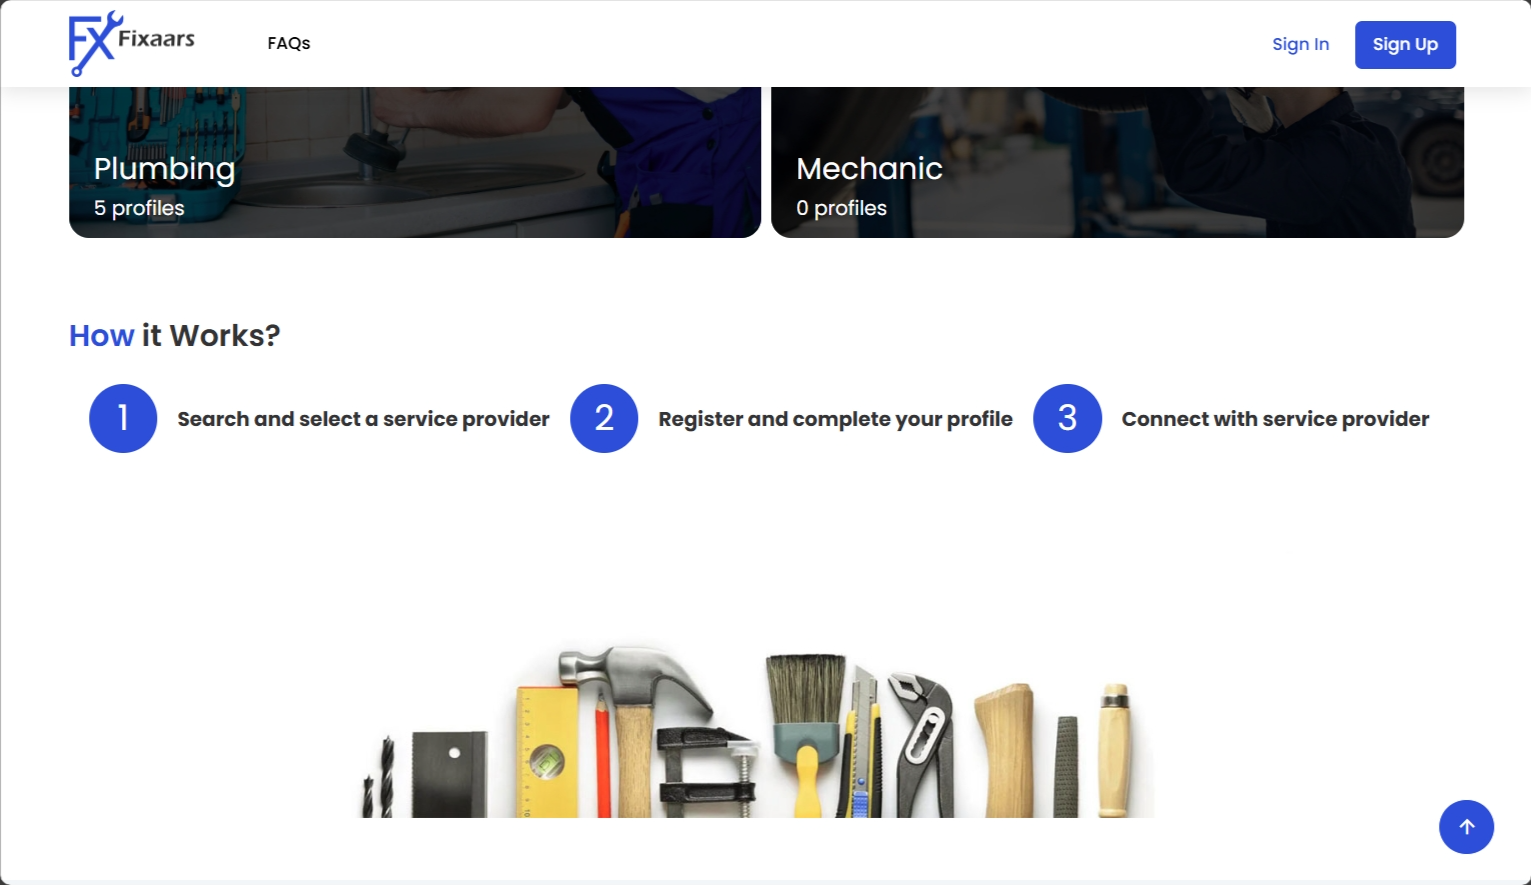 FX Fixaars
FAQs
Sign In
Sign Up
Plumbing
5 profiles
Mechanic
0 profiles
How it Works?
1 Search and select a service provider
2 Register and complete your profile
3 Connect with service provider